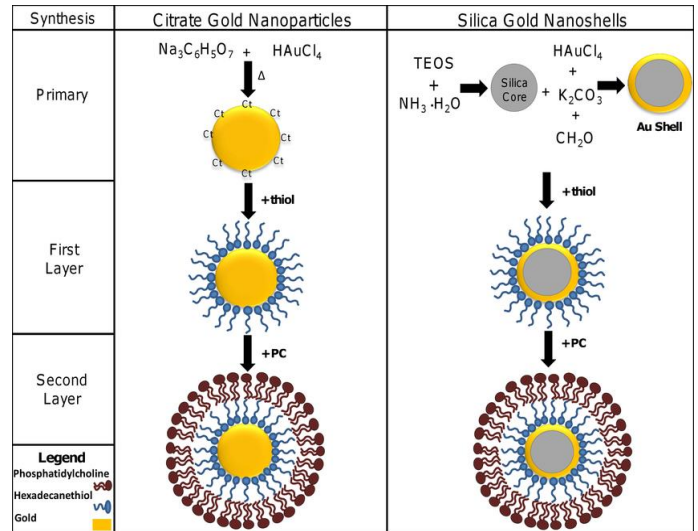 Synthesis
Citrate Gold Nanoparticles
Silica Gold Nanoshells
Primary
Na₃C₆H₅O₇ + HAuCl₄
Δ
Ct
Ct Ct
Ct Ct
Ct Ct
Ct
TEOS
+
NH₃ ·H₂O
Silica
Core
+
HAuCl₄
+
K₂CO₃
+
CH₂O
Au Shell
+thiol
+thiol
First
Layer
+PC
+PC
Second
Layer
Legend
Phosphatidylcholine
Hexadecanethiol
Gold